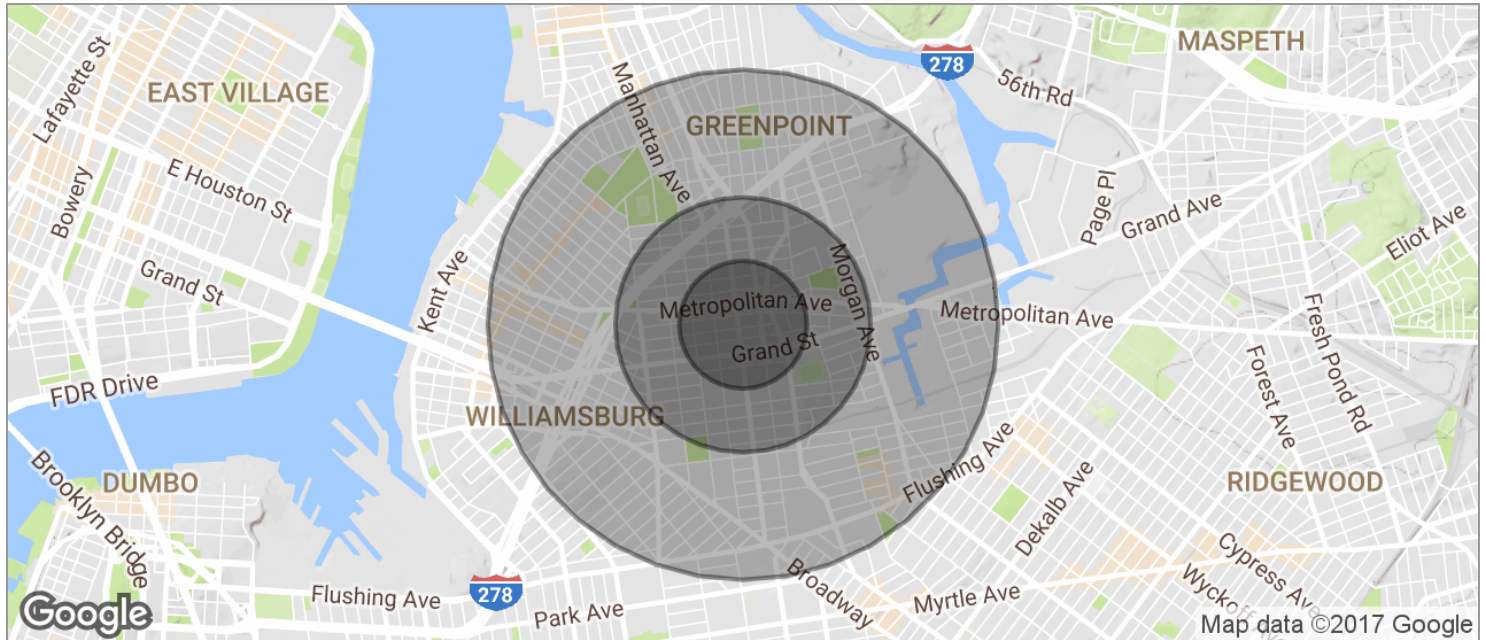 MASPETH
278
56th Rd
Lafayette St
EAST VILLAGE
Manhattan Ave
GREENPOINT
Bowery
E Houston St
Page Pl
Grand Ave
Eliot Ave
Grand St
Kent Ave
Morgan Ave
Metropolitan Ave
Metropolitan Ave
Grand St
Fresh Pond Rd
Forest Ave
FDR Drive
WILLIAMSBURG
Flushing Ave
DUMBO
Brooklyn Bridge
Dekalb Ave
RIDGEWOOD
Cypress Ave
278
Flushing Ave
Park Ave
Broadway
Myrtle Ave
Google
Map data ©2017 Google